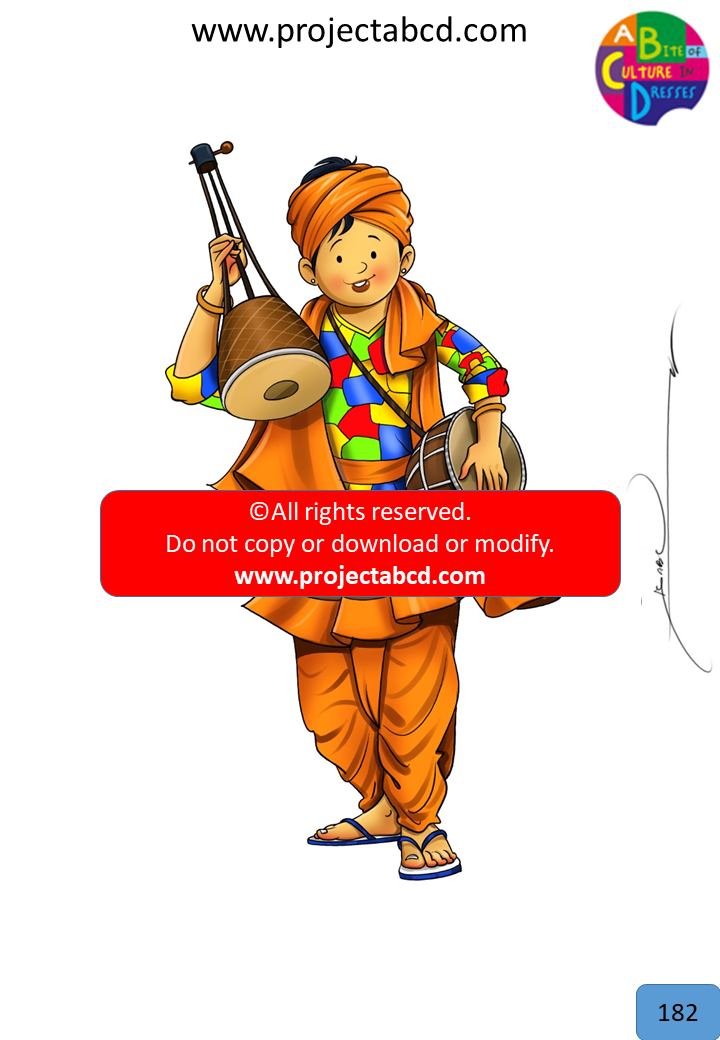 www.projectabcd.com
A BITE OF
CULTURE IN
DRESSES
©All rights reserved.
Do not copy or download or modify.
www.projectabcd.com
182